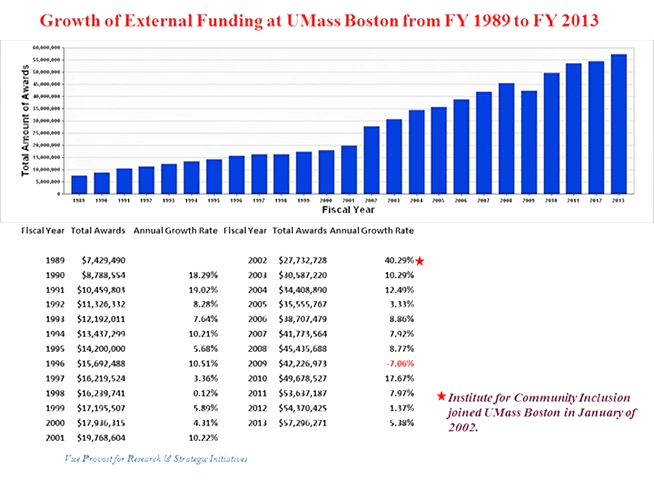 Growth of External Funding at UMass Boston from FY 1989 to FY 2013
Total Amount of Awards
60,000,000
55,000,000
50,000,000
45,000,000
40,000,000
35,000,000
30,000,000
25,000,000
20,000,000
15,000,000
10,000,000
5,000,000
0
1989 1990 1991 1992 1993 1994 1995 1996 1997 1998 1999 2000 2001 2002 2003 2004 2005 2006 2007 2008 2009 2010 2011 2012 2013
Fiscal Year
Fiscal Year Total Awards Annual Growth Rate Fiscal Year Total Awards Annual Growth Rate
1989 $7,429,490 2002 $27,732,728 40.29%
1990 $8,788,554 18.29% 2003 $30,587,220 10.29%
1991 $10,459,803 19.02% 2004 $34,408,890 12.49%
1992 $11,326,332 8.28% 2005 $35,555,767 3.33%
1993 $12,192,011 7.64% 2006 $38,707,479 8.86%
1994 $13,437,299 10.21% 2007 $41,773,564 7.92%
1995 $14,200,000 5.68% 2008 $45,435,688 8.77%
1996 $15,692,488 10.51% 2009 $42,226,973 -7.06%
1997 $16,219,524 3.36% 2010 $49,678,527 17.67%
1998 $16,239,741 0.12% 2011 $53,637,187 7.97%
1999 $17,195,507 5.89% 2012 $54,370,425 1.37%
2000 $17,936,315 4.31% 2013 $57,296,271 5.38%
2001 $19,768,604 10.22%
Institute for Community Inclusion
joined UMass Boston in January of
2002.
Vice Provost for Research & Strategic Initiatives